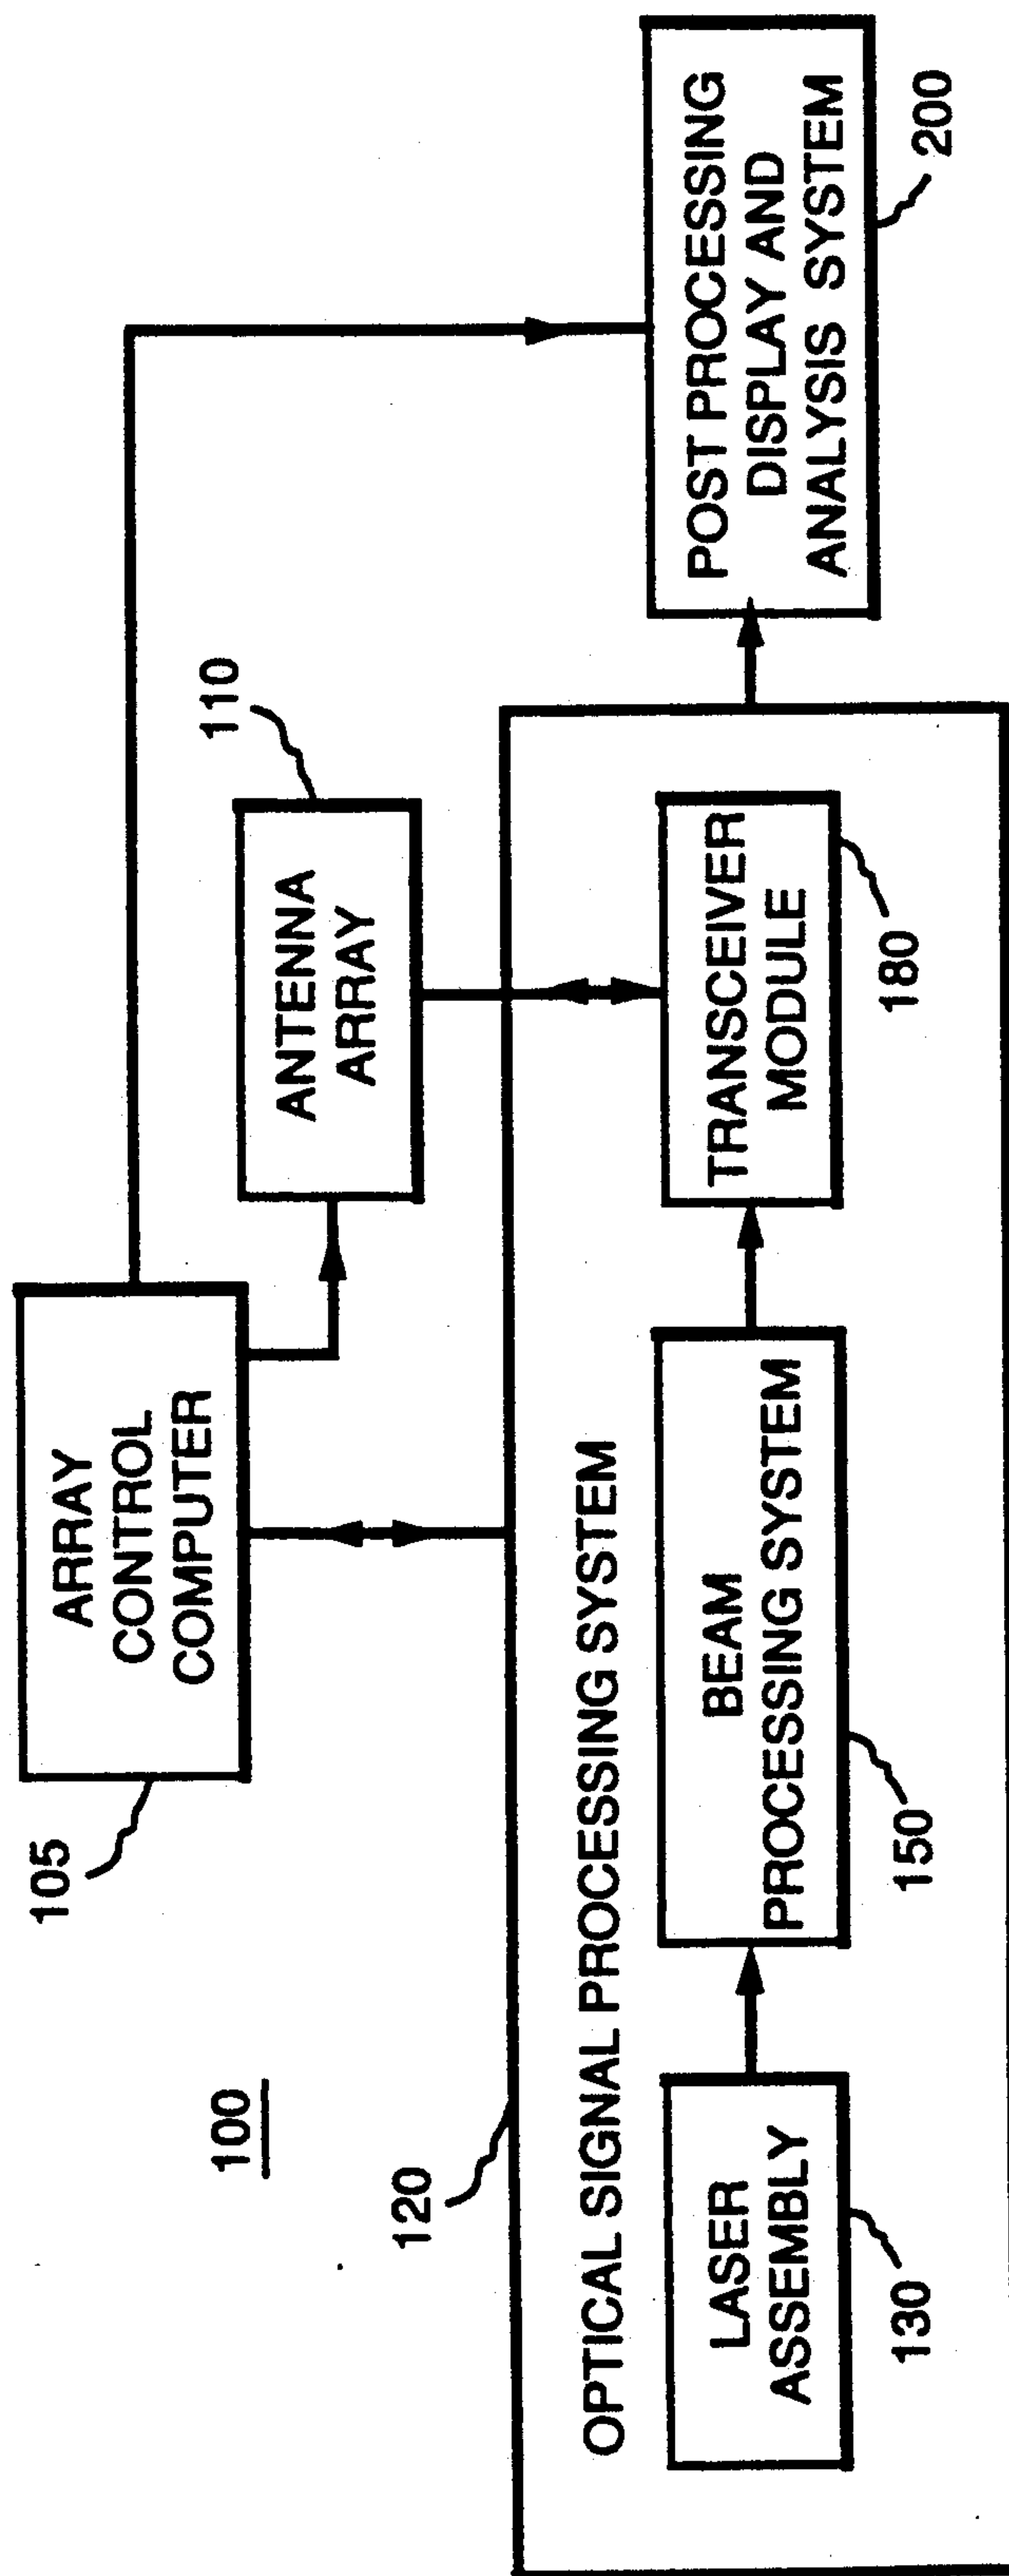 100
105
ARRAY
CONTROL
COMPUTER
110
ANTENNA
ARRAY
120
OPTICAL SIGNAL PROCESSING SYSTEM
LASER
ASSEMBLY
130
BEAM
PROCESSING SYSTEM
150
TRANSCEIVER
MODULE
180
POST PROCESSING
DISPLAY AND
ANALYSIS SYSTEM
200